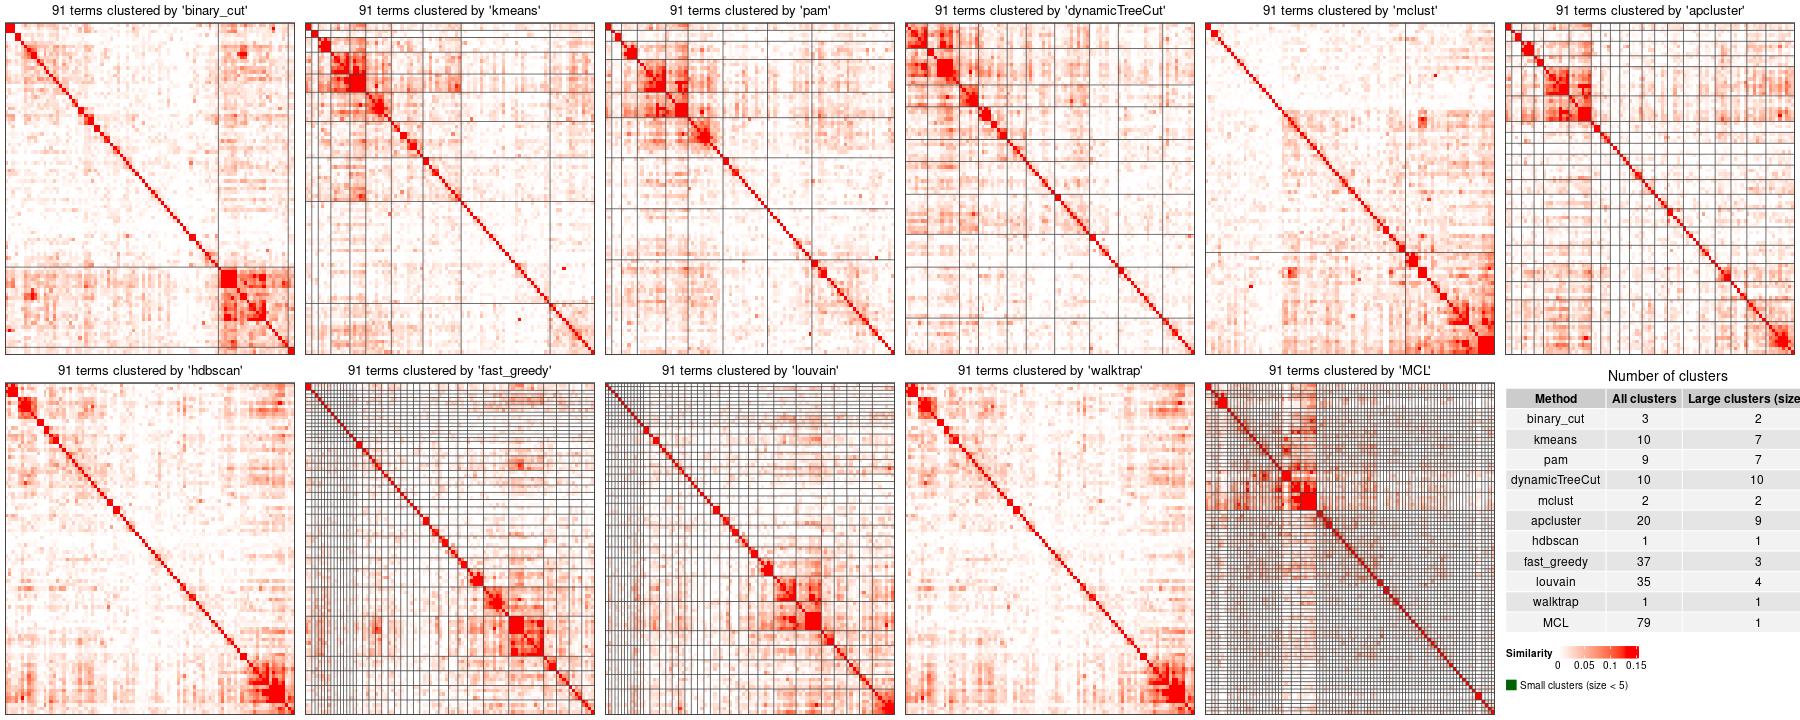 91 terms clustered by 'binary_cut'
91 terms clustered by 'kmeans'
91 terms clustered by 'pam'
91 terms clustered by 'dynamicTreeCut'
91 terms clustered by 'mclust'
91 terms clustered by 'apcluster'
91 terms clustered by 'hdbscan'
91 terms clustered by 'fast_greedy'
91 terms clustered by 'louvain'
91 terms clustered by 'walktrap'
91 terms clustered by 'MCL'
Number of clusters
Method All clusters Large clusters (size
binary_cut 3 2
kmeans 10 7
pam 9 7
dynamicTreeCut 10 10
mclust 2 2
apcluster 20 9
hdbscan 1 1
fast_greedy 37 3
louvain 35 4
walktrap 1 1
MCL 79 1
Similarity
0 0.05 0.1 0.15
Small clusters (size < 5)